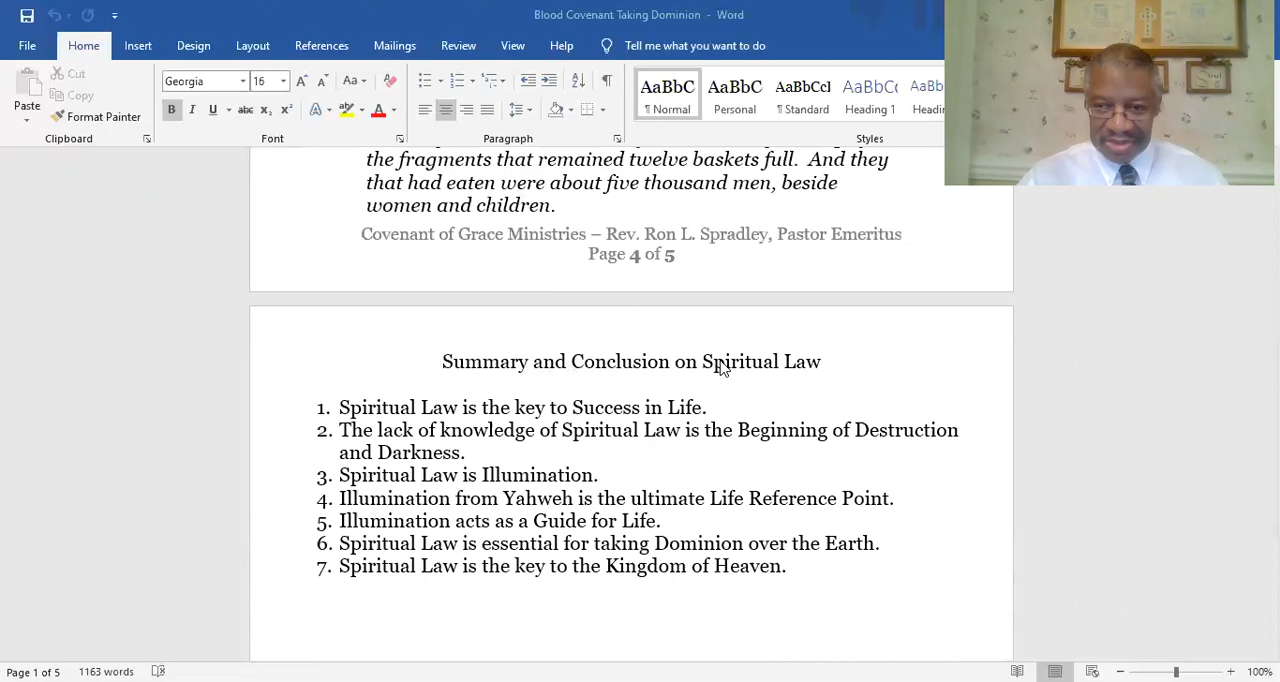 Blood Covenant Taking Dominion - Word
File Home Insert Design Layout References Mailings Review View Help Tell me what you want to do
Cut
Copy
Paste
Format Painter
Georgia 16
B I U abc x₂ x² A A
Aa
AaBbC AaBbC AaBbCcI AaBbC AaBb
¶ Normal Personal ¶ Standard Heading 1 Headi
Clipboard Font Paragraph Styles
the fragments that remained twelve baskets full. And they
that had eaten were about five thousand men, beside
women and children.
Covenant of Grace Ministries – Rev. Ron L. Spradley, Pastor Emeritus
Page 4 of 5
Summary and Conclusion on Spiritual Law
1. Spiritual Law is the key to Success in Life.
2. The lack of knowledge of Spiritual Law is the Beginning of Destruction
and Darkness.
3. Spiritual Law is Illumination.
4. Illumination from Yahweh is the ultimate Life Reference Point.
5. Illumination acts as a Guide for Life.
6. Spiritual Law is essential for taking Dominion over the Earth.
7. Spiritual Law is the key to the Kingdom of Heaven.
Page 1 of 5 1163 words 100%